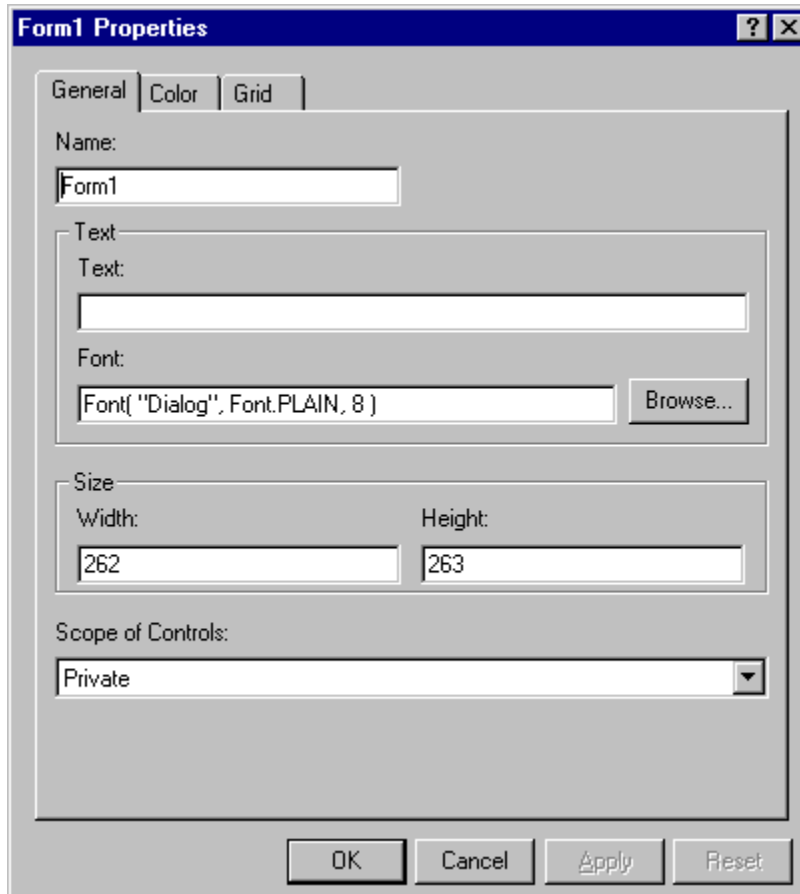 Form1 Properties
General Color Grid
Name:
Form1
Text
Text:
Font:
Font( "Dialog", Font.PLAIN, 8 )
Browse...
Size
Width: Height:
262 263
Scope of Controls:
Private
OK Cancel Apply Reset